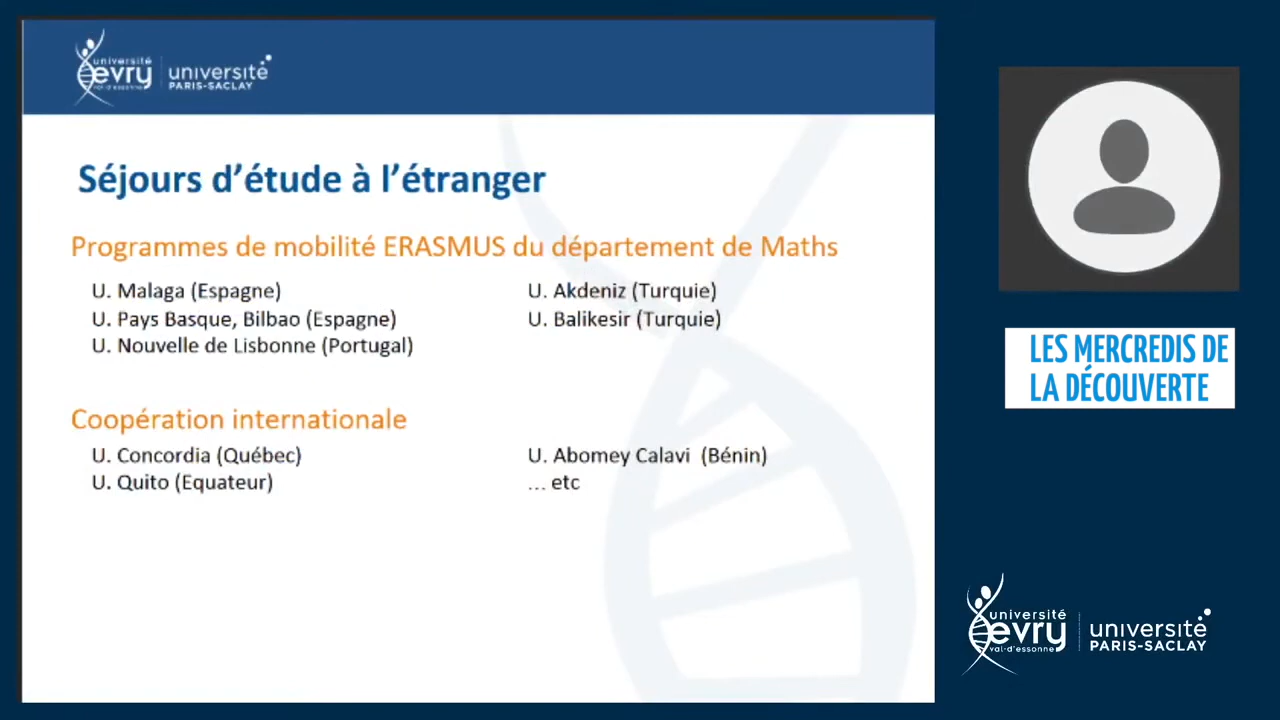 université
evry
val-d'essonne
université
PARIS-SACLAY
Séjours d'étude à l'étranger
Programmes de mobilité ERASMUS du département de Maths
U. Malaga (Espagne)
U. Pays Basque, Bilbao (Espagne)
U. Nouvelle de Lisbonne (Portugal)
U. Akdeniz (Turquie)
U. Balikesir (Turquie)
Coopération internationale
U. Concordia (Québec)
U. Quito (Equateur)
U. Abomey Calavi (Bénin)
... etc
LES MERCREDIS DE
LA DÉCOUVERTE
université
evry
val-d'essonne
université
PARIS-SACLAY